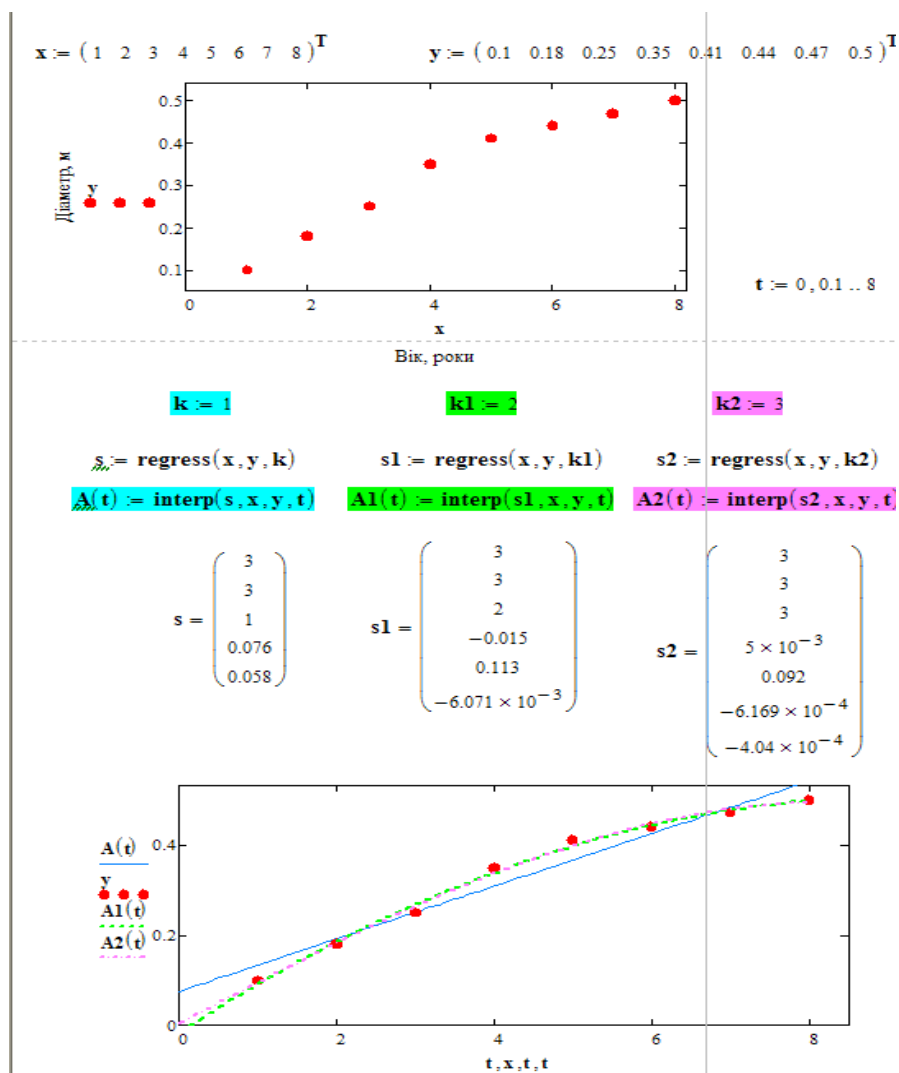 x := ( 1 2 3 4 5 6 7 8 )^T y := ( 0.1 0.18 0.25 0.35 0.41 0.44 0.47 0.5 )^T
0.5
0.4
0.3
0.2
0.1
Діаметр, м
y
0 2 4 6 8
x
t := 0 , 0.1 .. 8
Вік, роки
k := 1 k1 := 2 k2 := 3
s := regress(x , y , k) s1 := regress(x , y , k1) s2 := regress(x , y , k2)
A(t) := interp(s , x , y , t) A1(t) := interp(s1 , x , y , t) A2(t) := interp(s2 , x , y , t)
s =
3
3
1
0.076
0.058
s1 =
3
3
2
−0.015
0.113
−6.071 × 10^−3
s2 =
3
3
3
5 × 10^−3
0.092
−6.169 × 10^−4
−4.04 × 10^−4
A(t)
y
A1(t)
A2(t)
0.4
0.2
0
0 2 4 6 8
t , x , t , t